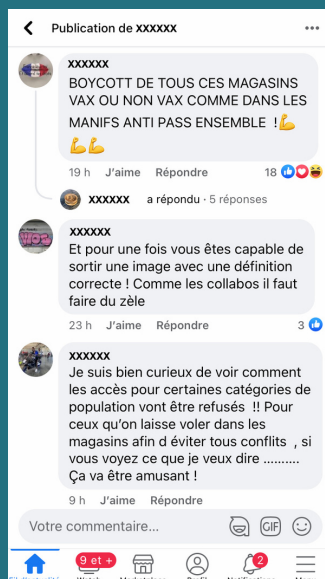 Publication de xxxxxx
xxxxxx
BOYCOTT DE TOUS CES MAGASINS
VAX OU NON VAX COMME DANS LES
MANIFS ANTI PASS ENSEMBLE !💪
💪💪
19 h J'aime Répondre 18
xxxxxx a répondu · 5 réponses
xxxxxx
Et pour une fois vous êtes capable de
sortir une image avec une définition
correcte ! Comme les collabos il faut
faire du zèle
23 h J'aime Répondre 3
xxxxxx
Je suis bien curieux de voir comment
les accès pour certaines catégories de
population vont être refusés !! Pour
ceux qu'on laisse voler dans les
magasins afin d éviter tous conflits , si
vous voyez ce que je veux dire ..........
Ça va être amusant !
9 h J'aime Répondre
Votre commentaire... GIF
9 et + 2